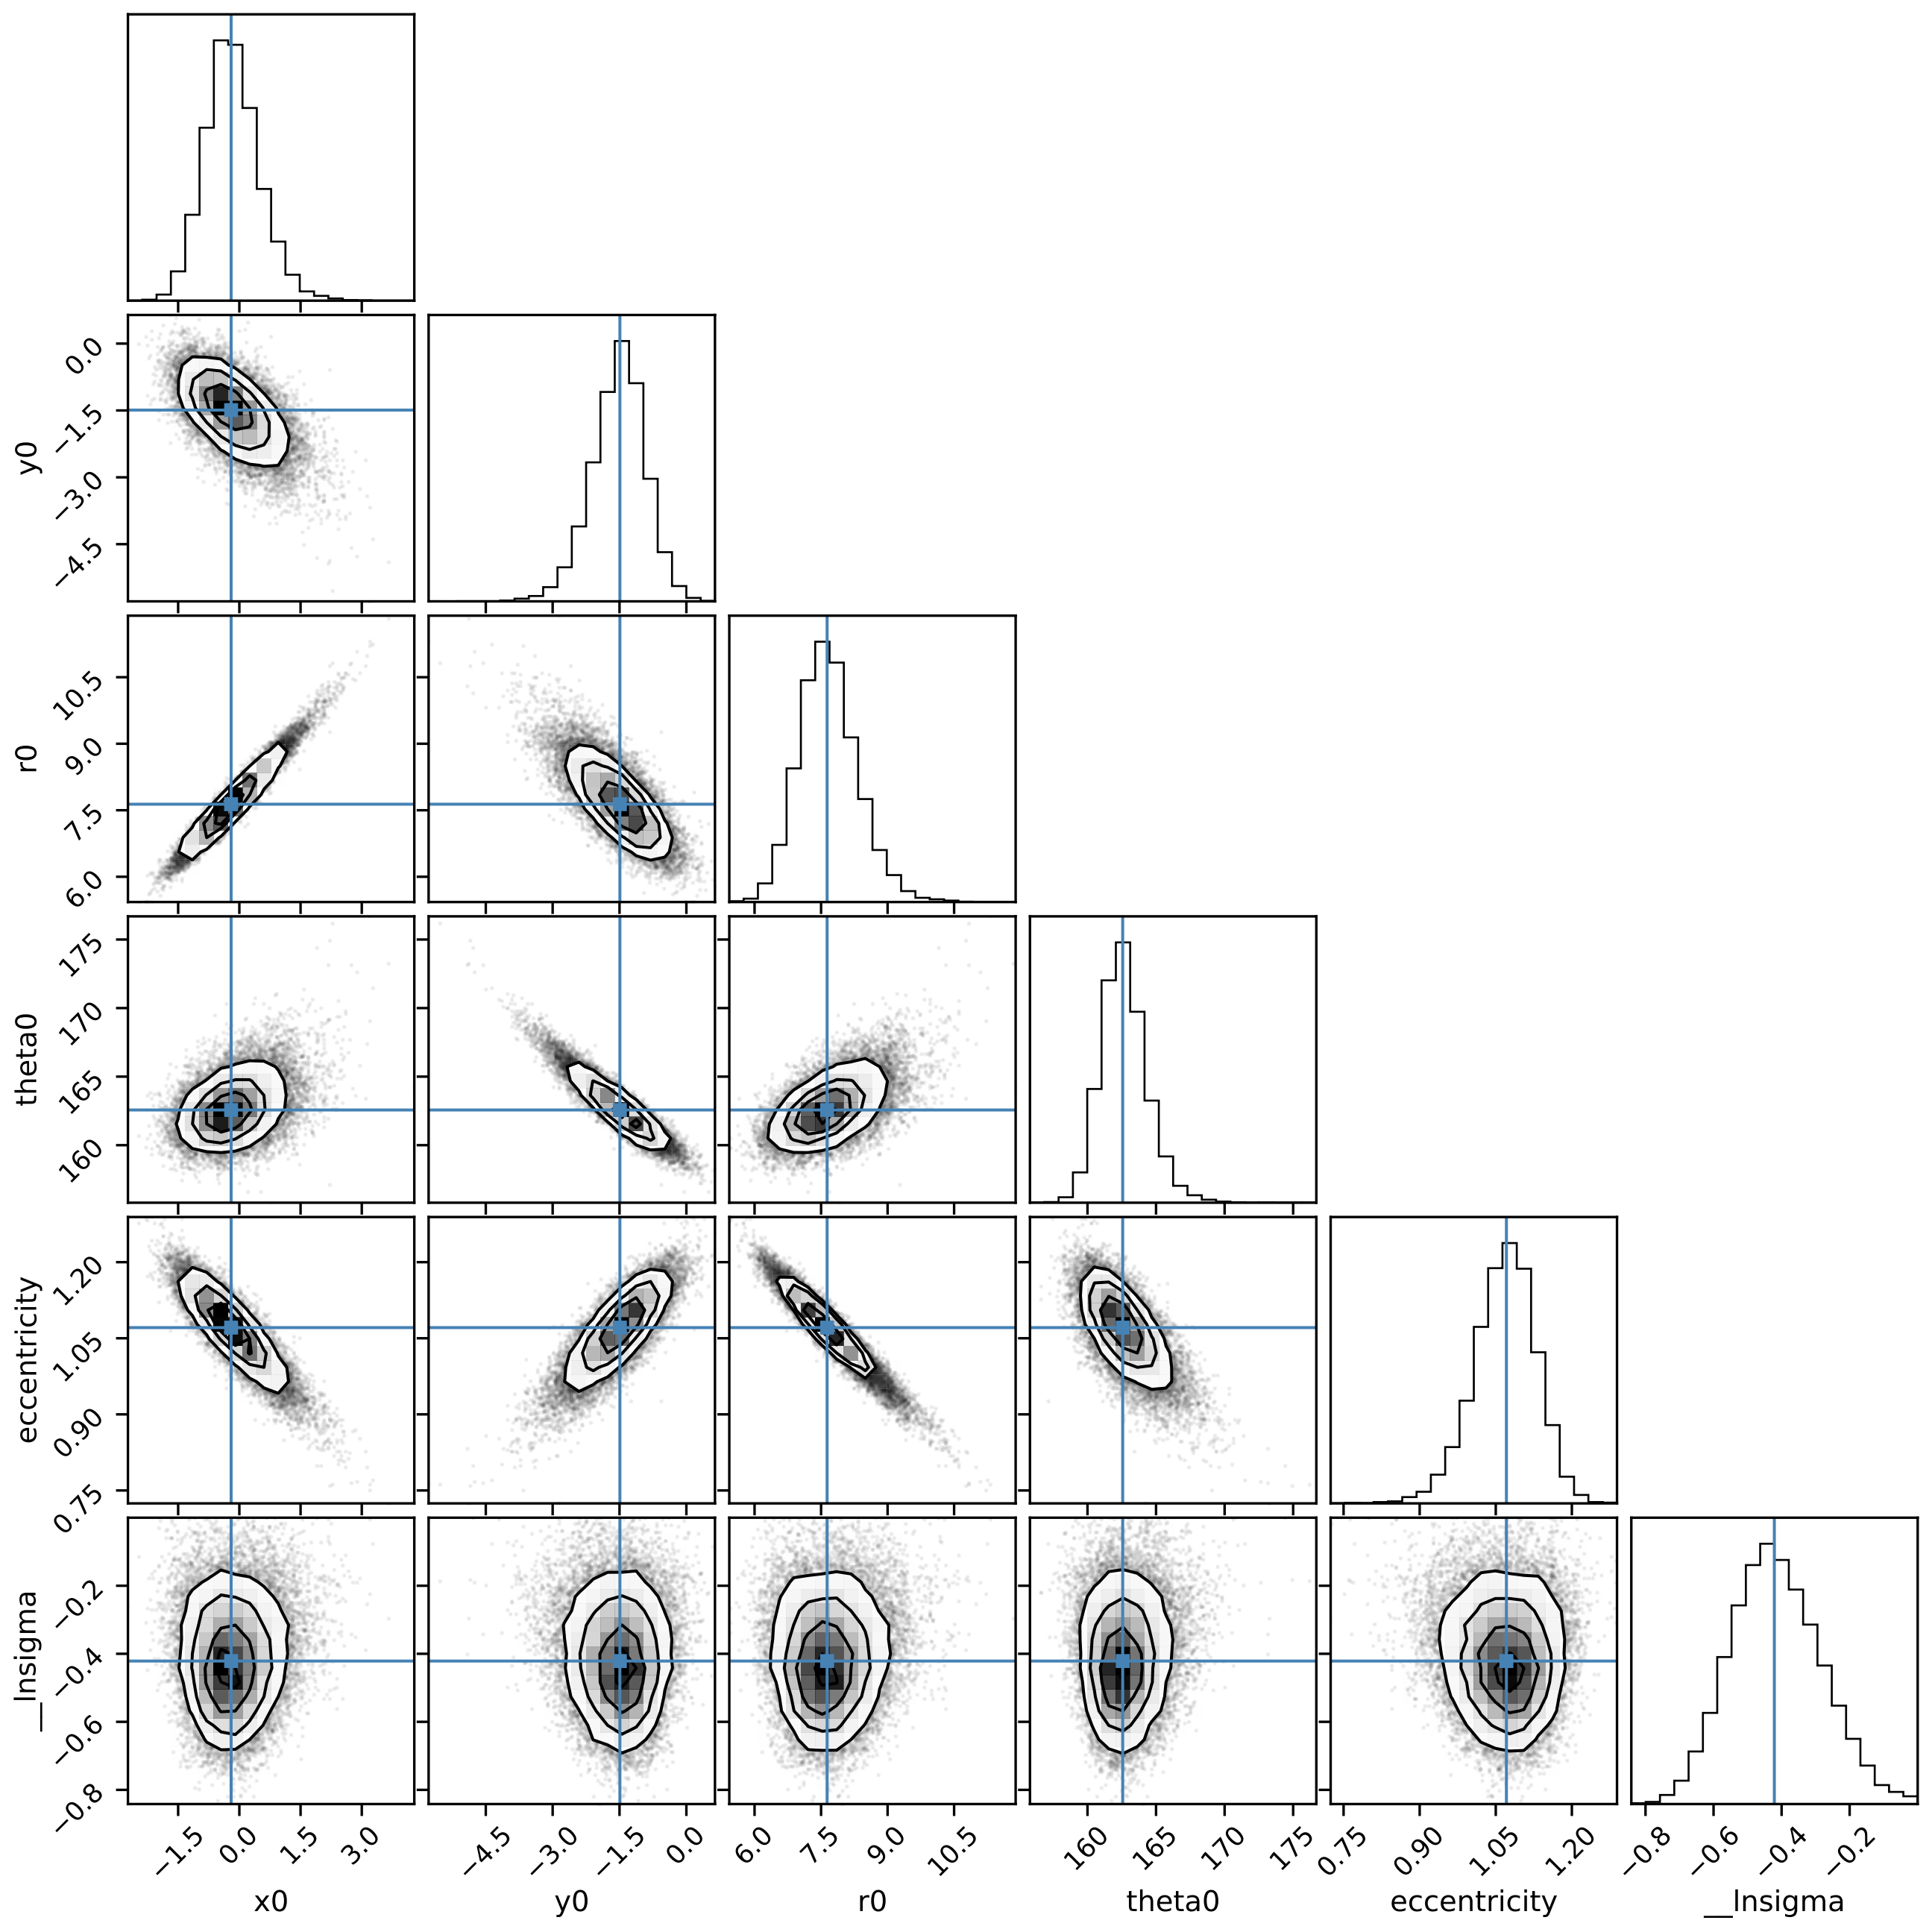 0.0
−1.5
−3.0
−4.5
y0
10.5
9.0
7.5
6.0
r0
175
170
165
160
theta0
1.20
1.05
0.90
0.75
eccentricity
−0.2
−0.4
−0.6
−0.8
__lnsigma
−1.5 0.0 1.5 3.0
x0
−4.5 −3.0 −1.5 0.0
y0
6.0 7.5 9.0 10.5
r0
160 165 170 175
theta0
0.75 0.90 1.05 1.20
eccentricity
−0.8 −0.6 −0.4 −0.2
__lnsigma